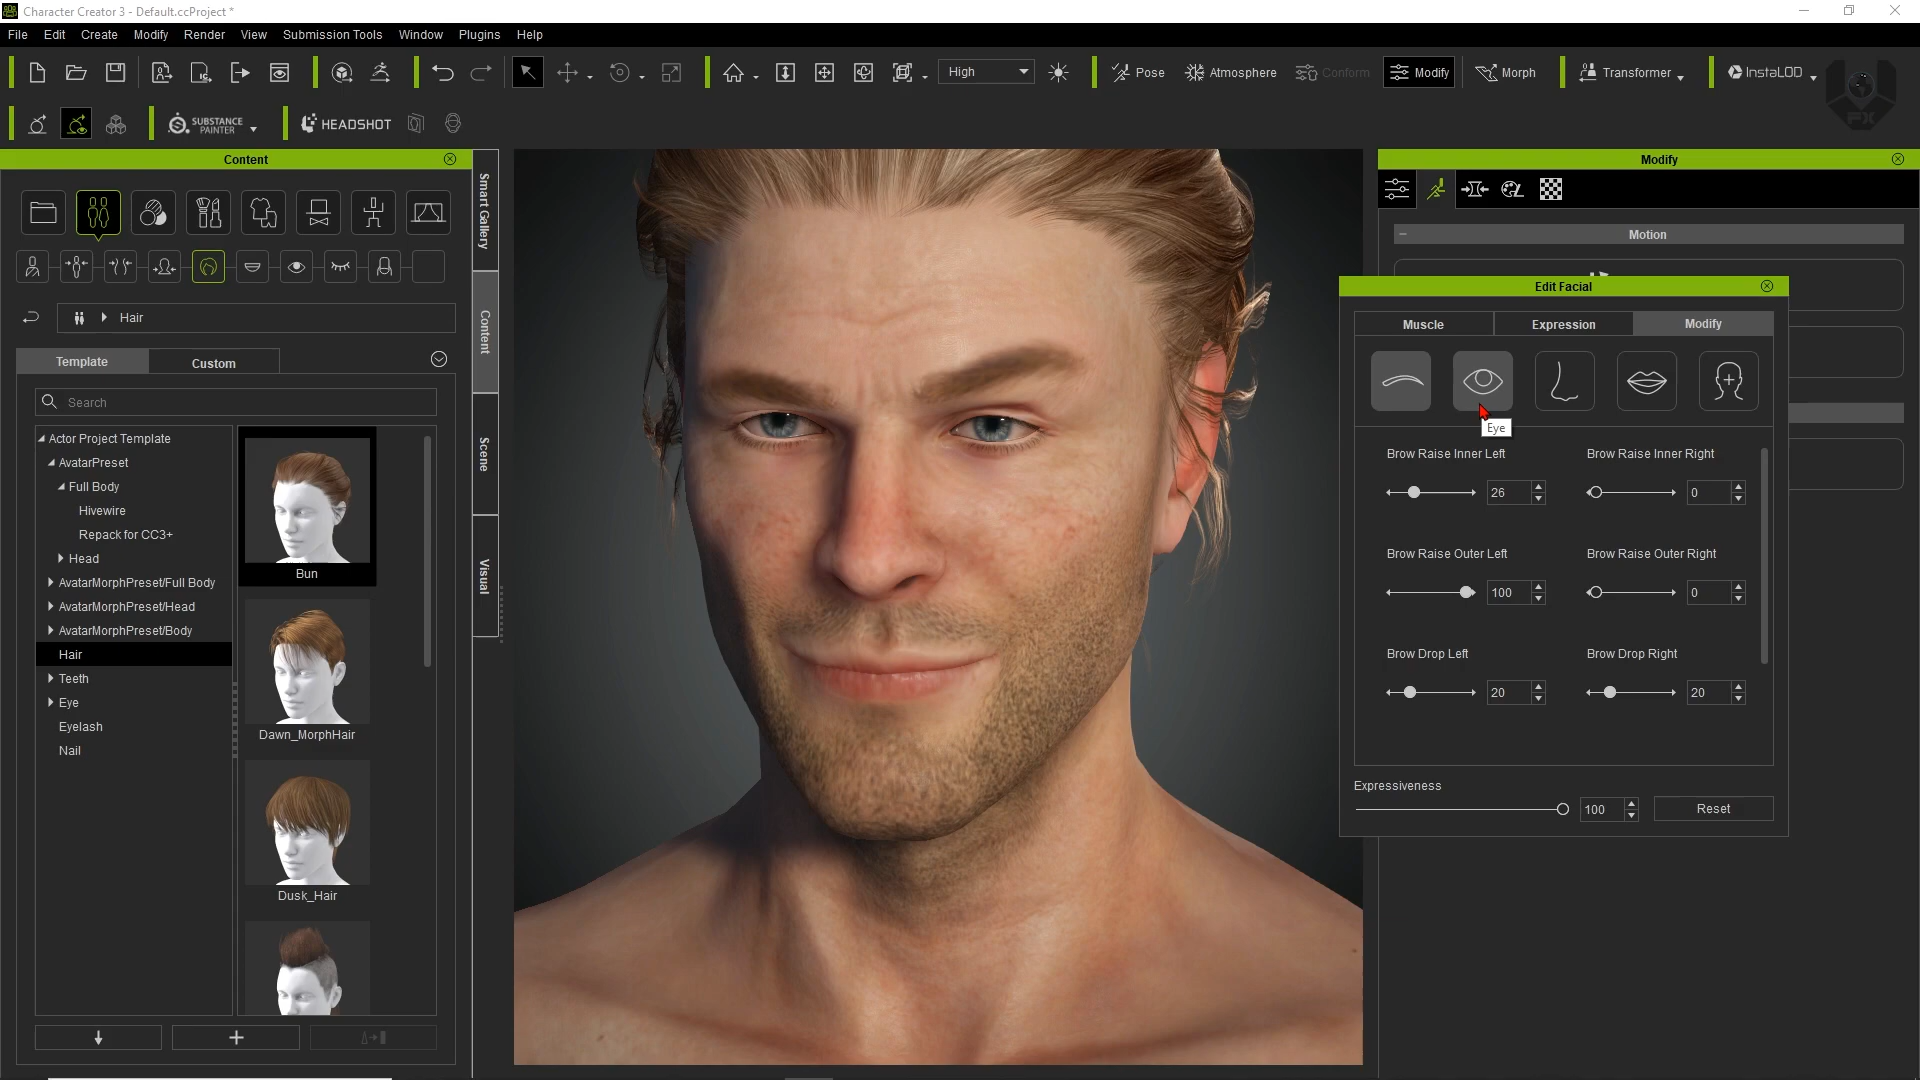 Character Creator 3 - Default.ccProject *
File Edit Create Modify Render View Submission Tools Window Plugins Help
High Pose Atmosphere Conform Modify Morph Transformer InstaLOD
SUBSTANCE PAINTER HEADSHOT
FX
Content
Hair
Template Custom
Search
Actor Project Template
AvatarPreset
Full Body
Hivewire
Repack for CC3+
Head
AvatarMorphPreset/Full Body
AvatarMorphPreset/Head
AvatarMorphPreset/Body
Hair
Teeth
Eye
Eyelash
Nail
Bun
Dawn_MorphHair
Dusk_Hair
Smart Gallery
Content
Scene
Visual
Modify
Motion
Edit Facial
Muscle Expression Modify
Eye
Brow Raise Inner Left Brow Raise Inner Right
26 0
Brow Raise Outer Left Brow Raise Outer Right
100 0
Brow Drop Left Brow Drop Right
20 20
Expressiveness
100 Reset